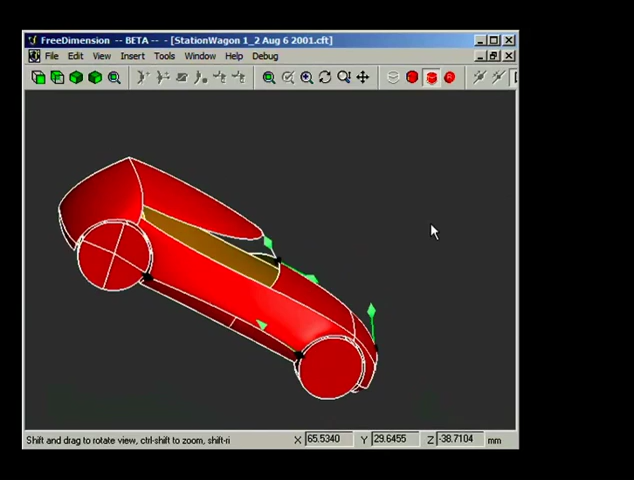 FreeDimension -- BETA -- - [StationWagon 1_2 Aug 6 2001.cft]
File Edit View Insert Tools Window Help Debug
Shift and drag to rotate view, ctrl-shift to zoom, shift-ri X 65.5340 Y 29.6455 Z -38.7104 mm